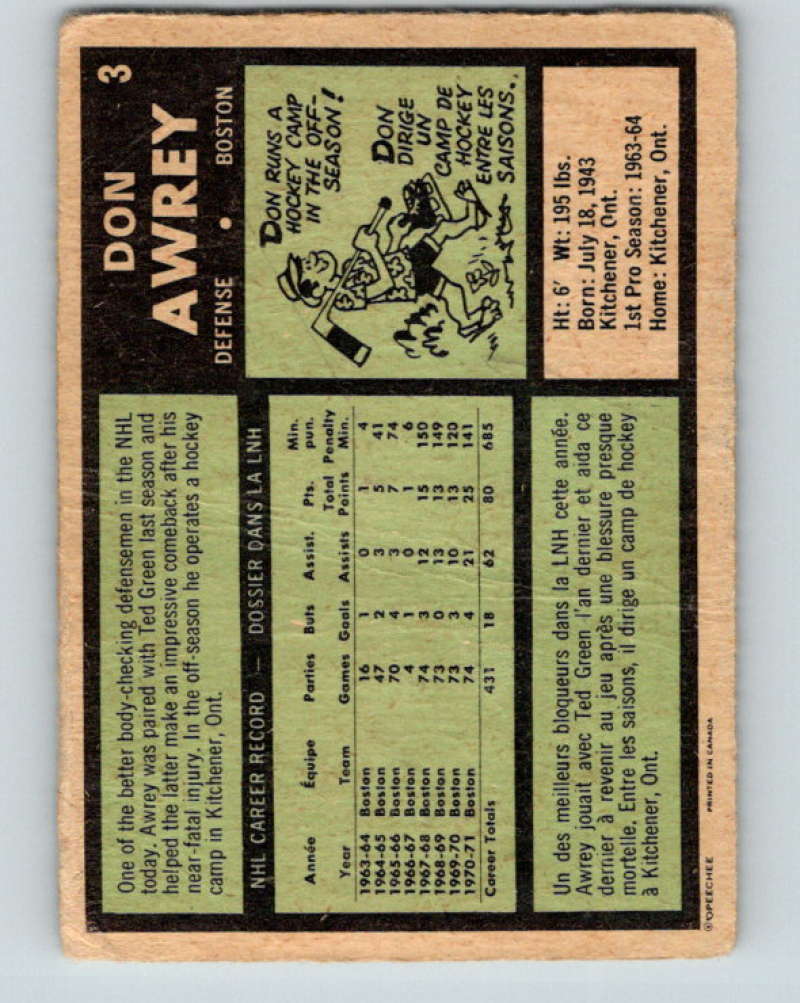 3
DON
AWREY
DEFENSE • BOSTON
One of the better body-checking defensemen in the NHL
today. Awrey was paired with Ted Green last season and
helped the latter make an impressive comeback after his
near-fatal injury. In the off-season he operates a hockey
camp in Kitchener, Ont.
DON RUNS A
HOCKEY CAMP
IN THE OFF-
SEASON!
DON
DIRIGE
UN
CAMP DE
HOCKEY
ENTRE LES
SAISONS..
NHL CAREER RECORD — DOSSIER DANS LA LNH
Année Équipe Parties Buts Assist. Pts. Min. pun.
Year Team Games Goals Assists Total Points Penalty Min.
1963-64 Boston 16 1 0 1 4
1964-65 Boston 47 2 3 5 41
1965-66 Boston 70 4 3 7 74
1966-67 Boston 4 1 0 1 6
1967-68 Boston 74 3 12 15 150
1968-69 Boston 73 0 13 13 149
1969-70 Boston 73 3 10 13 120
1970-71 Boston 74 4 21 25 141
Career Totals 431 18 62 80 685
Ht: 6' Wt: 195 lbs.
Born: July 18, 1943
Kitchener, Ont.
1st Pro Season: 1963-64
Home: Kitchener, Ont.
Un des meilleurs bloqueurs dans la LNH cette année.
Awrey jouait avec Ted Green l'an dernier et aida ce
dernier à revenir au jeu après une blessure presque
mortelle. Entre les saisons, il dirige un camp de hockey
à Kitchener, Ont.
© OPEECHEE PRINTED IN CANADA